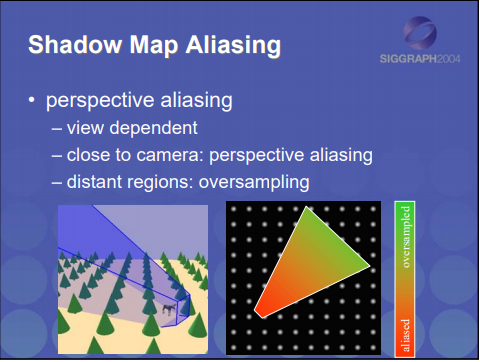 Shadow Map Aliasing
SIGGRAPH2004
• perspective aliasing
– view dependent
– close to camera: perspective aliasing
– distant regions: oversampling
oversampled
aliased